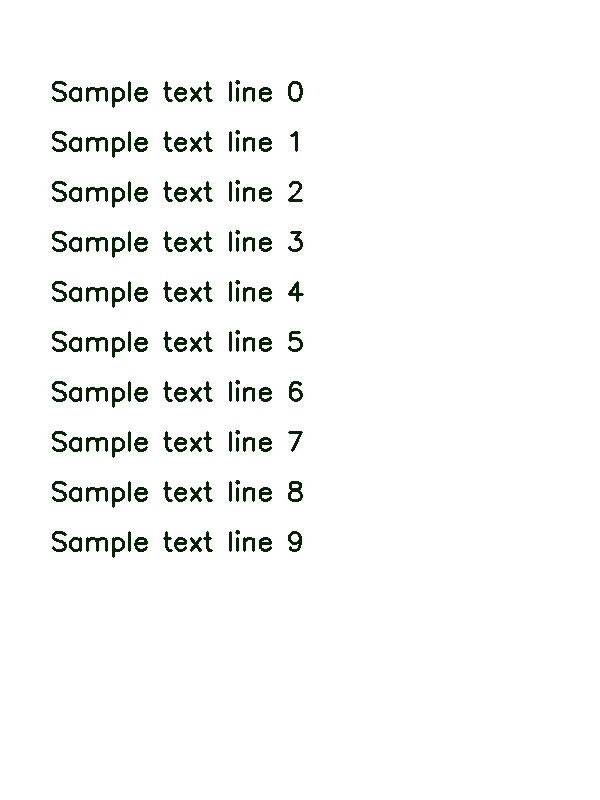 Sample text line 0
Sample text line 1
Sample text line 2
Sample text line 3
Sample text line 4
Sample text line 5
Sample text line 6
Sample text line 7
Sample text line 8
Sample text line 9